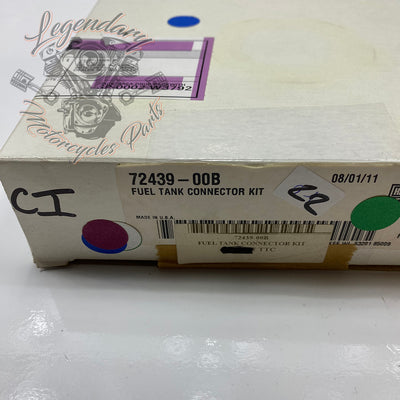 Legendary
Motorcycles Parts
72439-00B
FUEL TANK CONNECTOR KIT
08/01/11
22
CI
MADE IN U.S.A.
72439-00B
FUEL TANK CONNECTOR KIT
TTC